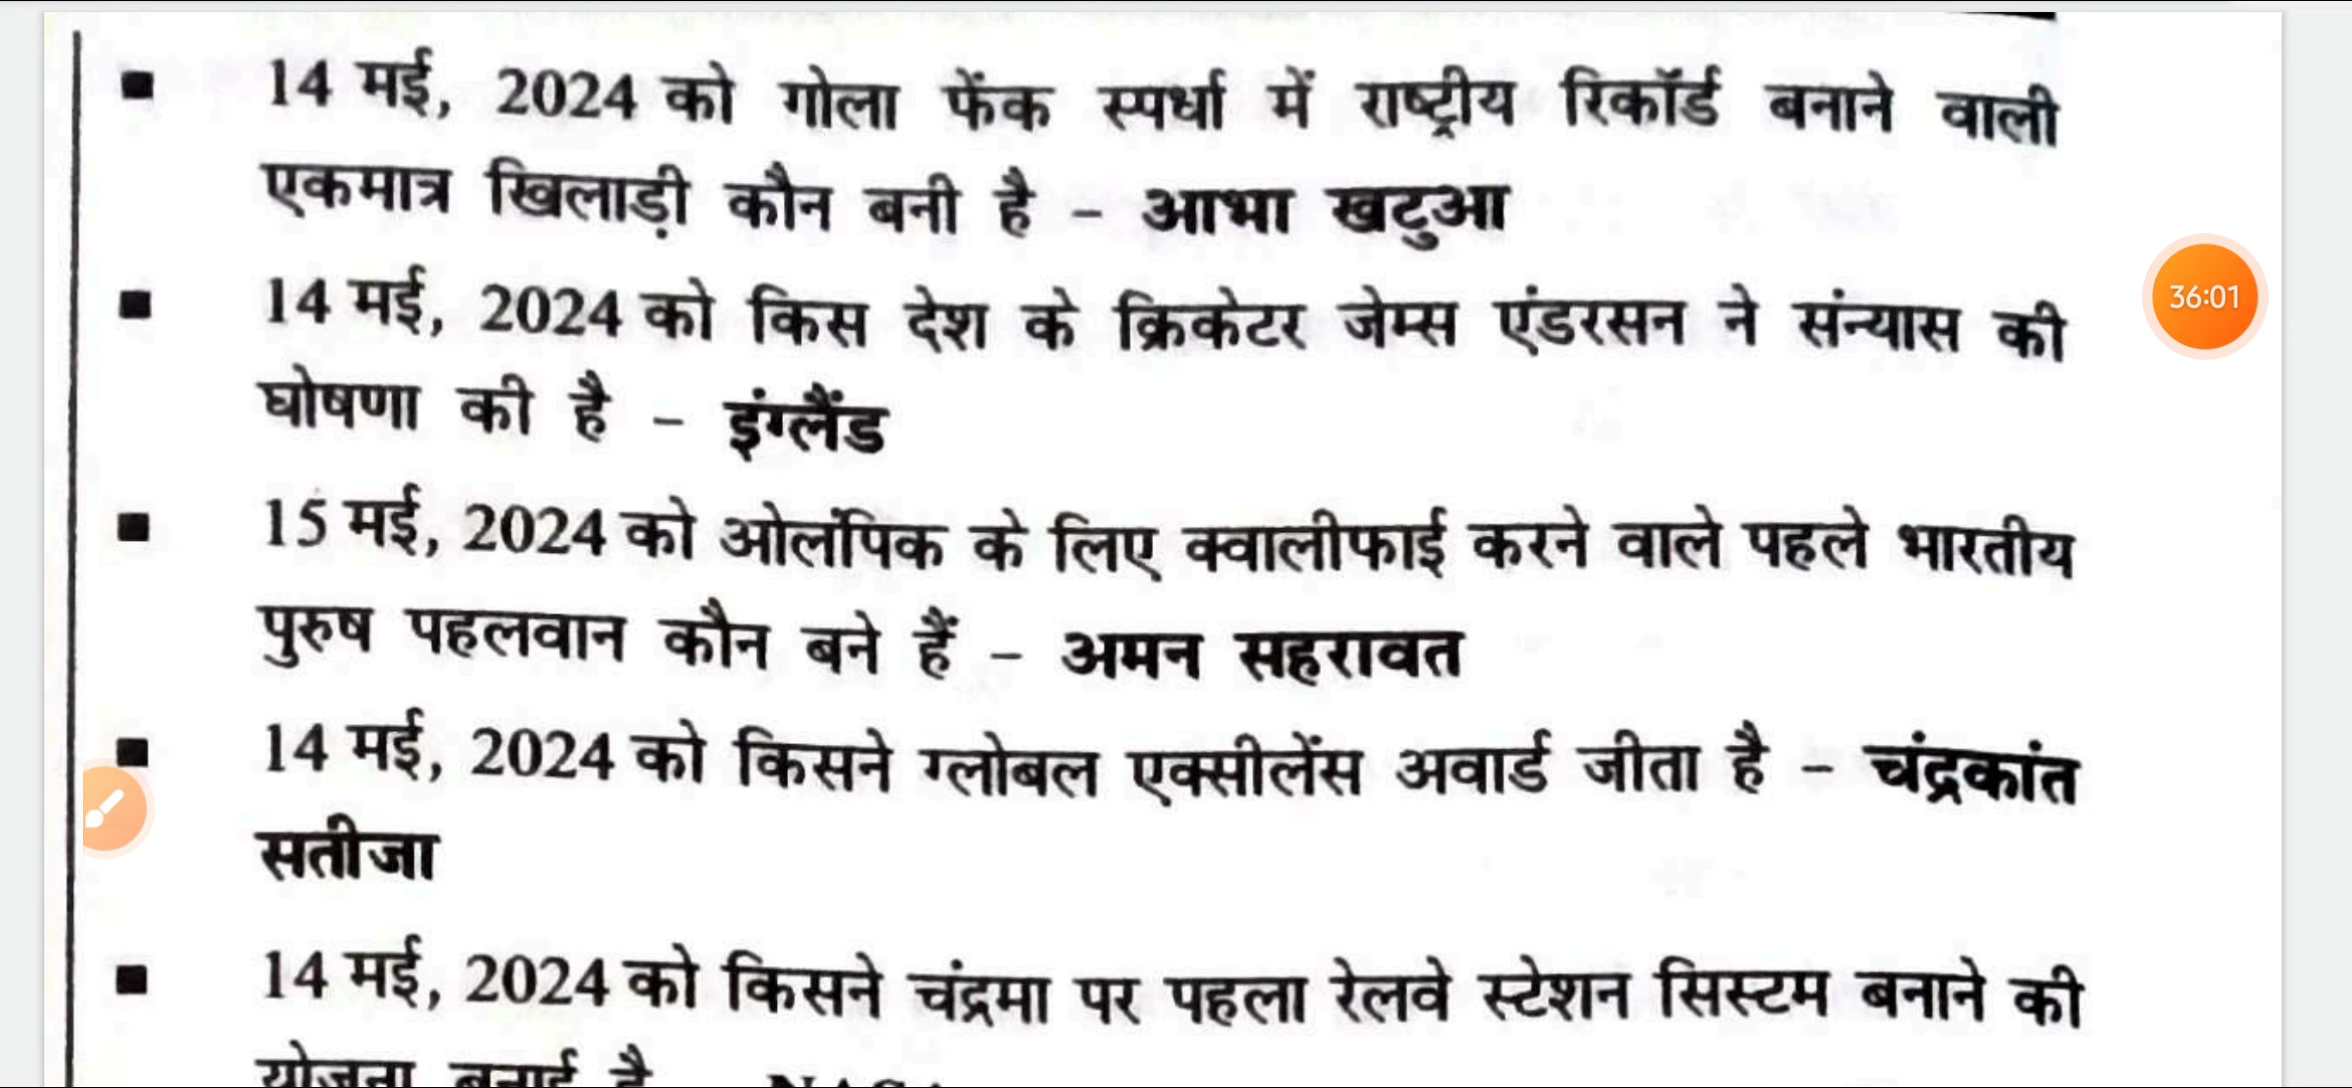 14 मई, 2024 को गोला फेंक स्पर्धा में राष्ट्रीय रिकॉर्ड बनाने वाली
एकमात्र खिलाड़ी कौन बनी है – आभा खटुआ
36:01
14 मई, 2024 को किस देश के क्रिकेटर जेम्स एंडरसन ने संन्यास की
घोषणा की है – इंग्लैंड
15 मई, 2024 को ओलंपिक के लिए क्वालीफाई करने वाले पहले भारतीय
पुरुष पहलवान कौन बने हैं – अमन सहरावत
14 मई, 2024 को किसने ग्लोबल एक्सीलेंस अवार्ड जीता है – चंद्रकांत
सतीजा
14 मई, 2024 को किसने चंद्रमा पर पहला रेलवे स्टेशन सिस्टम बनाने की
योजना बनाई है